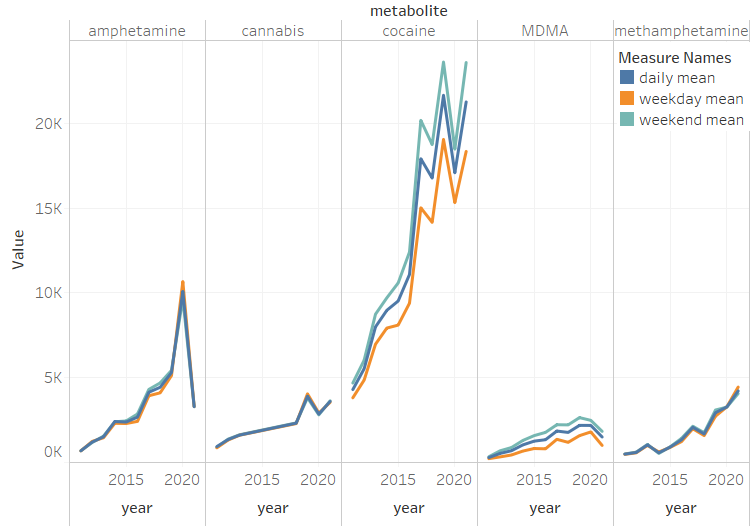 metabolite
amphetamine cannabis cocaine MDMA methamphetamine
Measure Names
daily mean
weekday mean
weekend mean
20K
15K
Value
10K
5K
0K
2015 2020 2015 2020 2015 2020 2015 2020 2015 2020
year year year year year